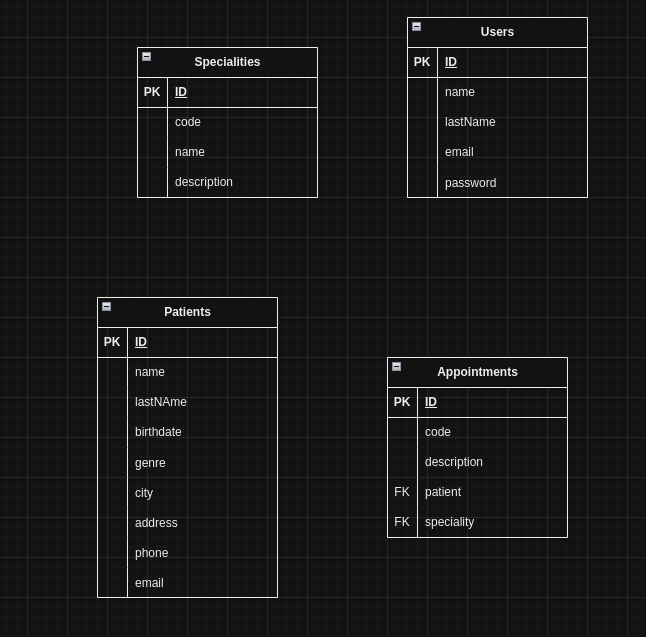 Specialities
PK ID
code
name
description
Users
PK ID
name
lastName
email
password
Patients
PK ID
name
lastNAme
birthdate
genre
city
address
phone
email
Appointments
PK ID
code
description
FK patient
FK speciality